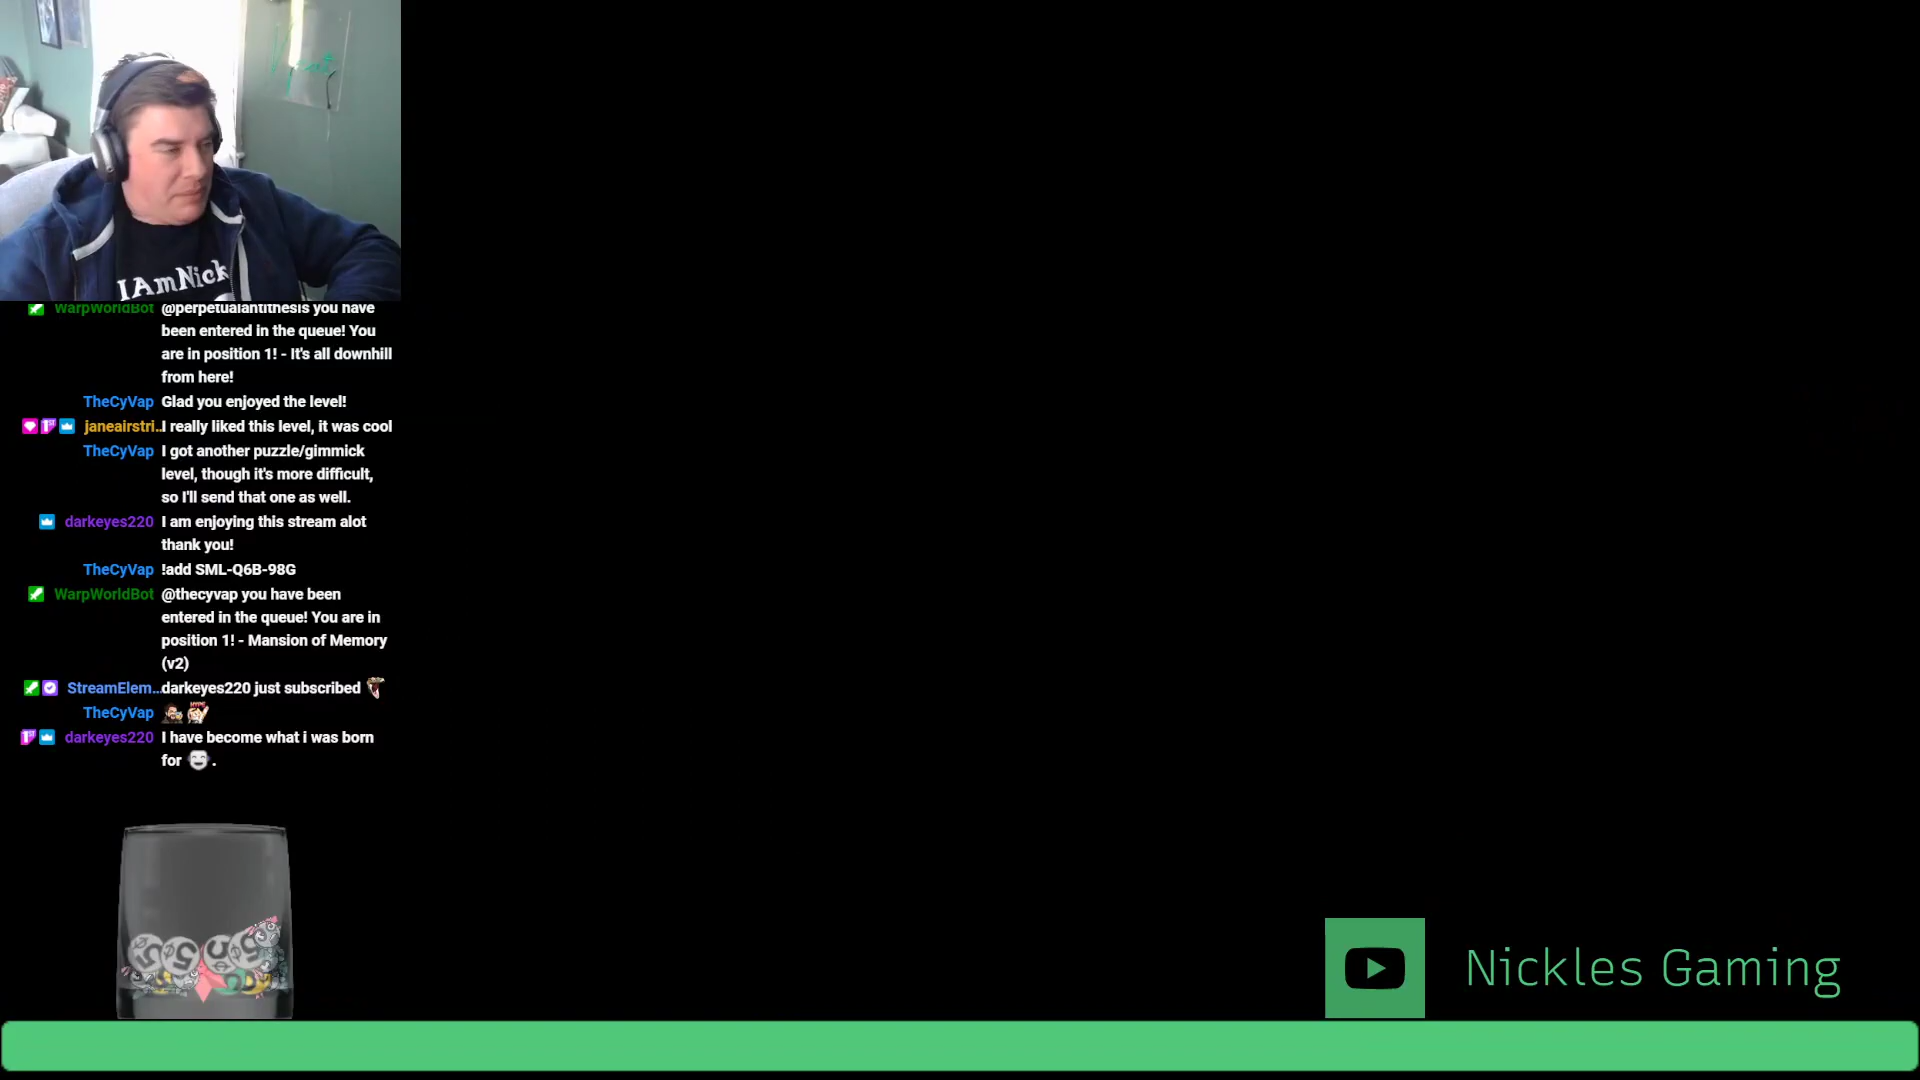 IAmNick
WarpWorldBot @perpetualantithesis you have
been entered in the queue! You
are in position 1! - It's all downhill
from here!
TheCyVap Glad you enjoyed the level!
janeairstri.. I really liked this level, it was cool
TheCyVap I got another puzzle/gimmick
level, though it's more difficult,
so I'll send that one as well.
darkeyes220 I am enjoying this stream alot
thank you!
TheCyVap !add SML-Q6B-98G
WarpWorldBot @thecyvap you have been
entered in the queue! You are in
position 1! - Mansion of Memory
(v2)
StreamElem... darkeyes220 just subscribed
TheCyVap
darkeyes220 I have become what i was born
for .
Nickles Gaming